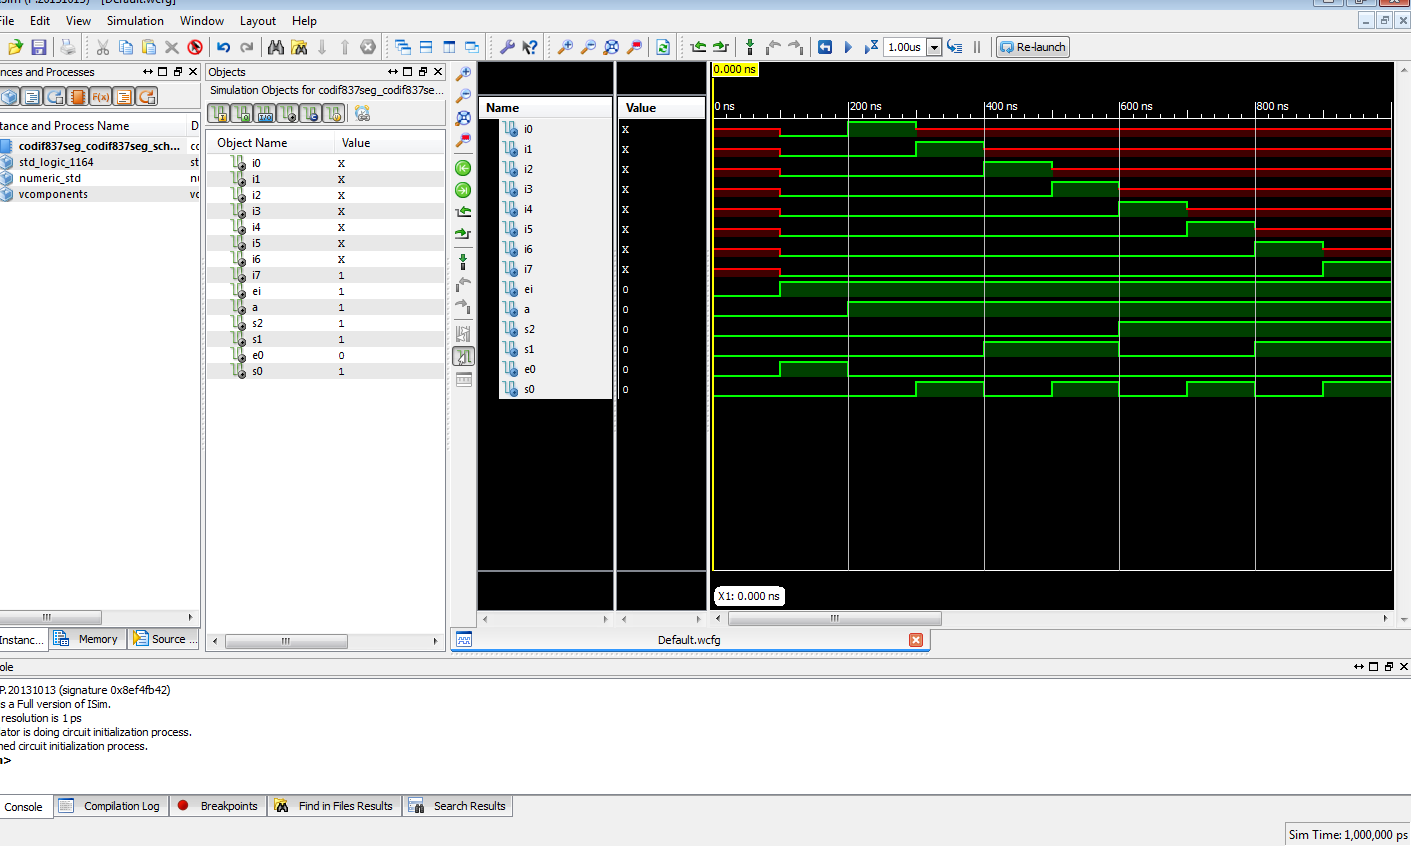 ISim (P.20131013) - [Default.wcfg]
File Edit View Simulation Window Layout Help
1.00us Re-launch
nces and Processes
Objects
Simulation Objects for codif837seg_codif837se...
tance and Process Name D
codif837seg_codif837seg_sch... co
std_logic_1164 st
numeric_std nu
vcomponents vc
Object Name Value
i0 X
i1 X
i2 X
i3 X
i4 X
i5 X
i6 X
i7 1
ei 1
a 1
s2 1
s1 1
e0 0
s0 1
Name Value
i0 X
i1 X
i2 X
i3 X
i4 X
i5 X
i6 X
i7 X
ei 0
a 0
s2 0
s1 0
e0 0
s0 0
0.000 ns
0 ns 200 ns 400 ns 600 ns 800 ns
X1: 0.000 ns
Instanc... Memory Source ...
Default.wcfg
ole
P.20131013 (signature 0x8ef4fb42)
s a Full version of ISim.
resolution is 1 ps
ator is doing circuit initialization process.
ned circuit initialization process.
m>
Console Compilation Log Breakpoints Find in Files Results Search Results
Sim Time: 1,000,000 ps